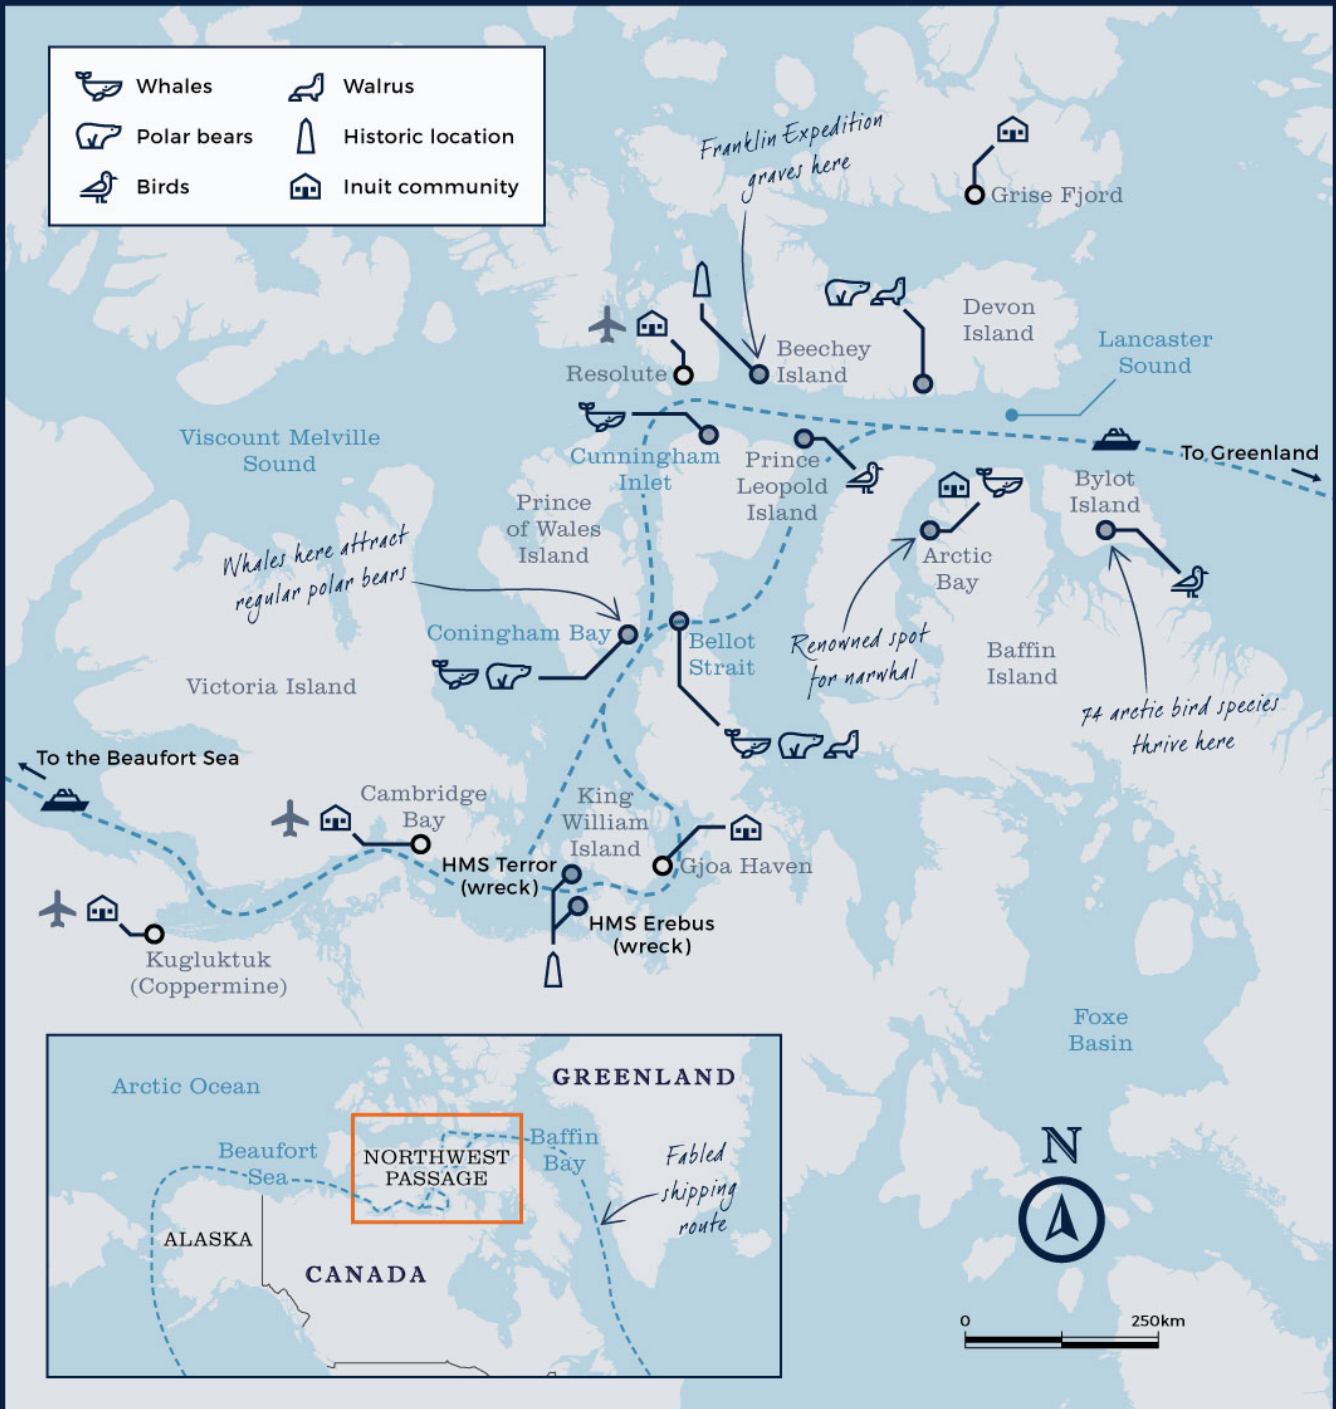 Whales
Walrus
Polar bears
Historic location
Birds
Inuit community
Franklin Expedition
graves here
Grise Fjord
Devon
Island
Lancaster
Sound
Resolute
Beechey
Island
Viscount Melville
Sound
Cunningham
Inlet
Prince
Leopold
Island
To Greenland
Bylot
Island
Prince
of Wales
Island
Whales here attract
regular polar bears
Arctic
Bay
Coningham Bay
Bellot
Strait
Renowned spot
for narwhal
Baffin
Island
Victoria Island
74 arctic bird species
thrive here
To the Beaufort Sea
Cambridge
Bay
King
William
Island
HMS Terror
(wreck)
Gjoa Haven
HMS Erebus
(wreck)
Kugluktuk
(Coppermine)
Foxe
Basin
GREENLAND
Arctic Ocean
Beaufort
Sea
NORTHWEST
PASSAGE
Baffin
Bay
Fabled
shipping
route
ALASKA
CANADA
N
0 250km